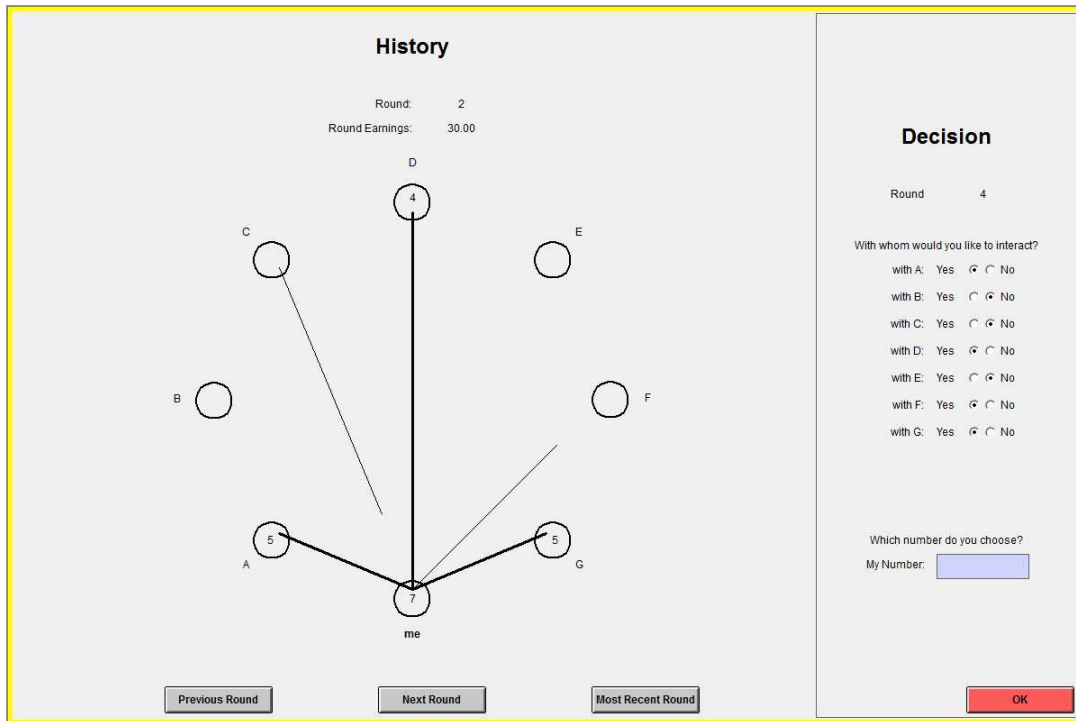 History
Round: 2
Round Earnings: 30.00
D
4
C
E
B
F
5
5
A
G
7
me
Previous Round
Next Round
Most Recent Round
Decision
Round 4
With whom would you like to interact?
with A: Yes No
with B: Yes No
with C: Yes No
with D: Yes No
with E: Yes No
with F: Yes No
with G: Yes No
Which number do you choose?
My Number:
OK